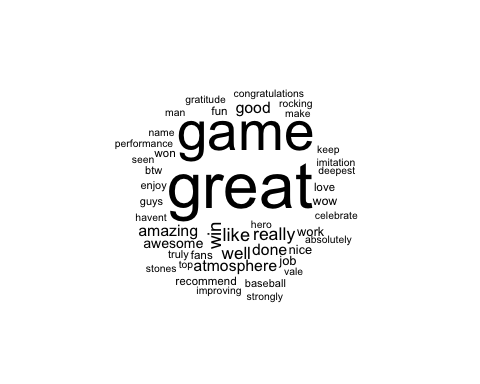 congratulations
gratitude
rocking
man
fun
good
make
game
name
performance
won
keep
seen
imitation
btw
deepest
great
enjoy
love
guys
wow
havent
celebrate
amazing
win
like
hero
really
work
absolutely
awesome
truly
fans
well
done
nice
stones
top
atmosphere
job
vale
recommend
baseball
improving
strongly